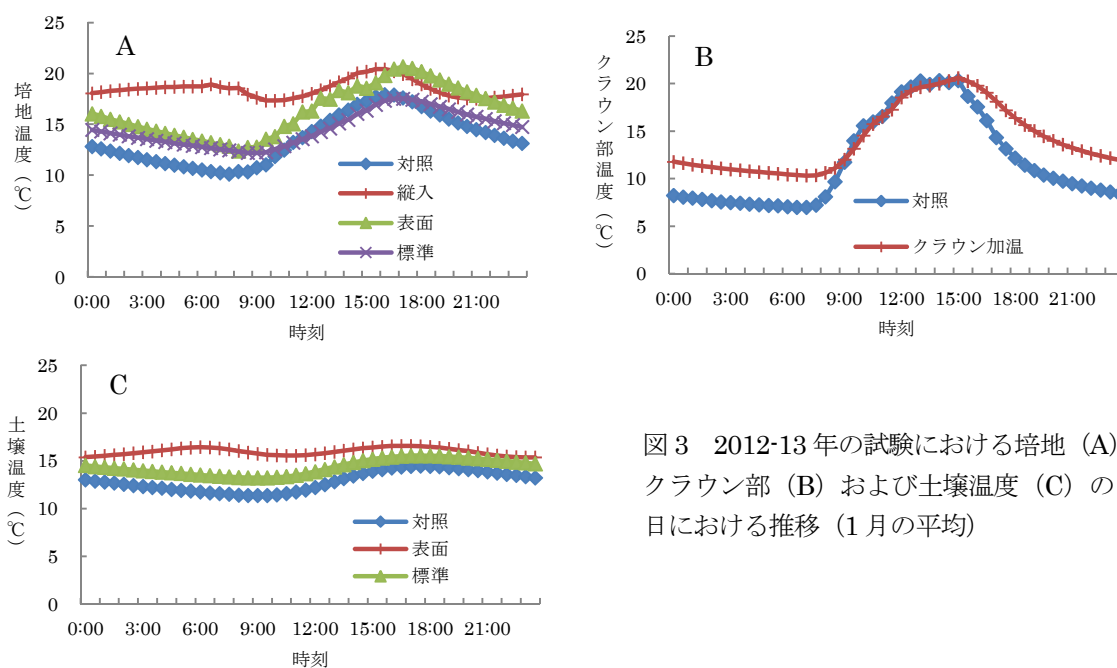 A
培地温度(℃)
25
20
15
10
5
0
対照
縦入
表面
標準
0:00 3:00 6:00 9:00 12:00 15:00 18:00 21:00
時刻
B
クラウン部温度(℃)
25
20
15
10
5
0
対照
クラウン加温
0:00 3:00 6:00 9:00 12:00 15:00 18:00 21:00
時刻
C
土壌温度(℃)
25
20
15
10
5
0
対照
表面
標準
0:00 3:00 6:00 9:00 12:00 15:00 18:00 21:00
時刻
図3 2012-13年の試験における培地(A)
クラウン部(B)および土壌温度(C)の
日における推移(1月の平均)